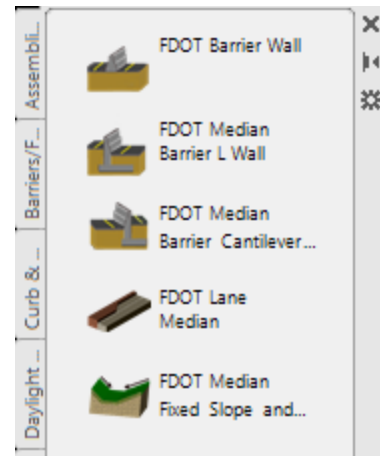 Assembli...
Barriers/F...
Curb & ...
Daylight ...
FDOT Barrier Wall
FDOT Median
Barrier L Wall
FDOT Median
Barrier Cantilever...
FDOT Lane
Median
FDOT Median
Fixed Slope and...